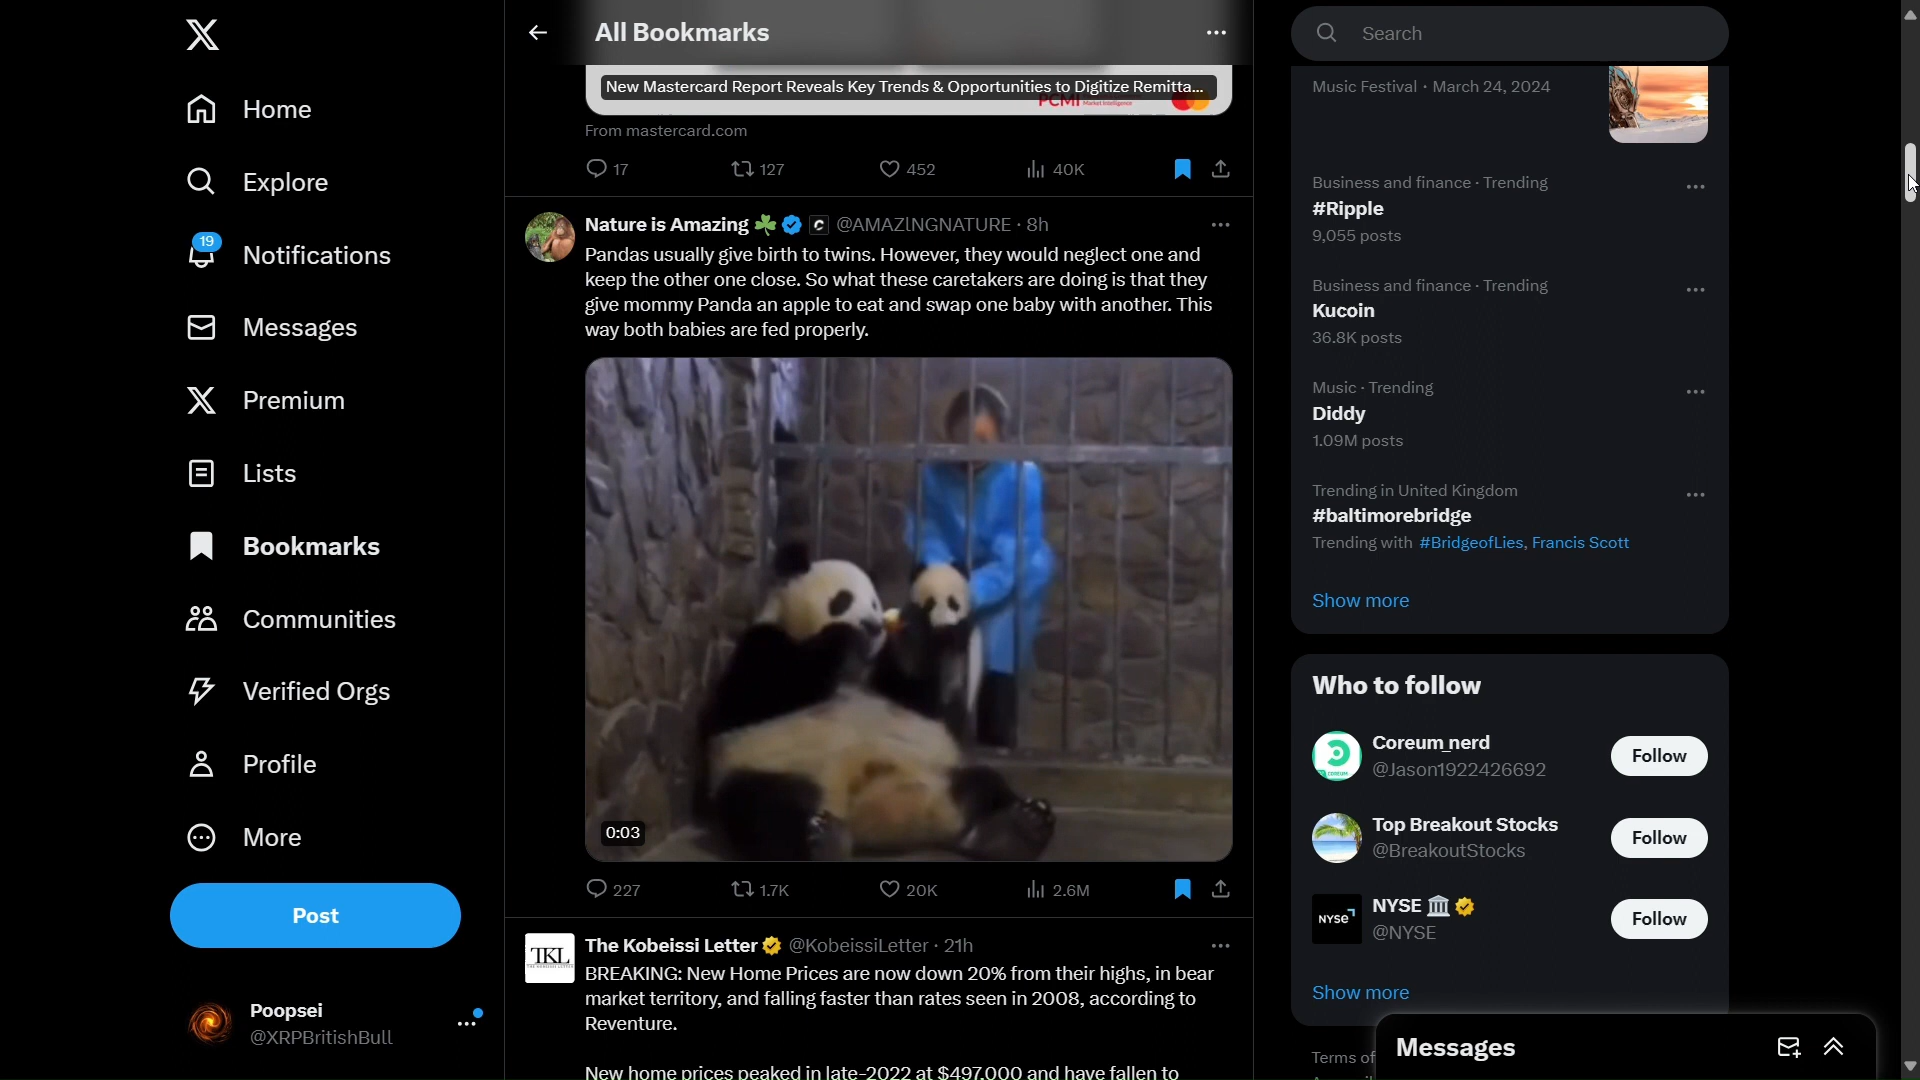 Home
Explore
19
Notifications
Messages
Premium
Lists
Bookmarks
Communities
Verified Orgs
Profile
More
Post
Poopsei
@XRPBritishBull
All Bookmarks
New Mastercard Report Reveals Key Trends & Opportunities to Digitize Remitta...
PCMI Market Intelligence
From mastercard.com
17 127 452 40K
Nature is Amazing @AMAZlNGNATURE · 8h
Pandas usually give birth to twins. However, they would neglect one and
keep the other one close. So what these caretakers are doing is that they
give mommy Panda an apple to eat and swap one baby with another. This
way both babies are fed properly.
0:03
227 1.7K 20K 2.6M
TKL
The Kobeissi Letter @KobeissiLetter · 21h
BREAKING: New Home Prices are now down 20% from their highs, in bear
market territory, and falling faster than rates seen in 2008, according to
Reventure.
New home prices peaked in late-2022 at $497,000 and have fallen to
Search
Music Festival · March 24, 2024
Business and finance · Trending
#Ripple
9,055 posts
Business and finance · Trending
Kucoin
36.8K posts
Music · Trending
Diddy
1.09M posts
Trending in United Kingdom
#baltimorebridge
Trending with #BridgeofLies, Francis Scott
Show more
Who to follow
Coreum_nerd
@Jason1922426692
Follow
Top Breakout Stocks
@BreakoutStocks
Follow
NYSE
NYSE
@NYSE
Follow
Show more
Terms of
Messages